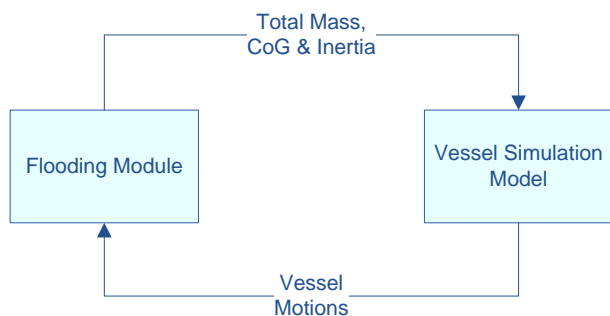 Total Mass,
CoG & Inertia
Flooding Module
Vessel Simulation
Model
Vessel
Motions